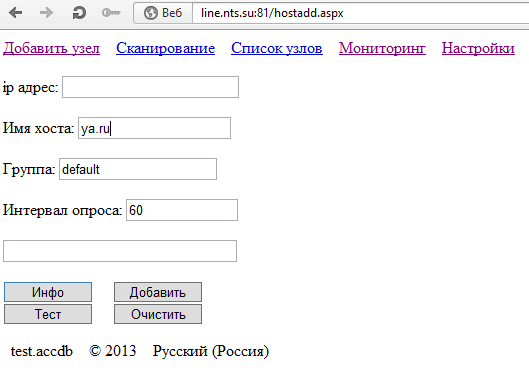 Веб line.nts.su:81/hostadd.aspx
Добавить узел Сканирование Список узлов Мониторинг Настройки
ip адрес:
Имя хоста: ya.ru
Группа: default
Интервал опроса: 60
Инфо Добавить
Тест Очистить
test.accdb © 2013 Русский (Россия)